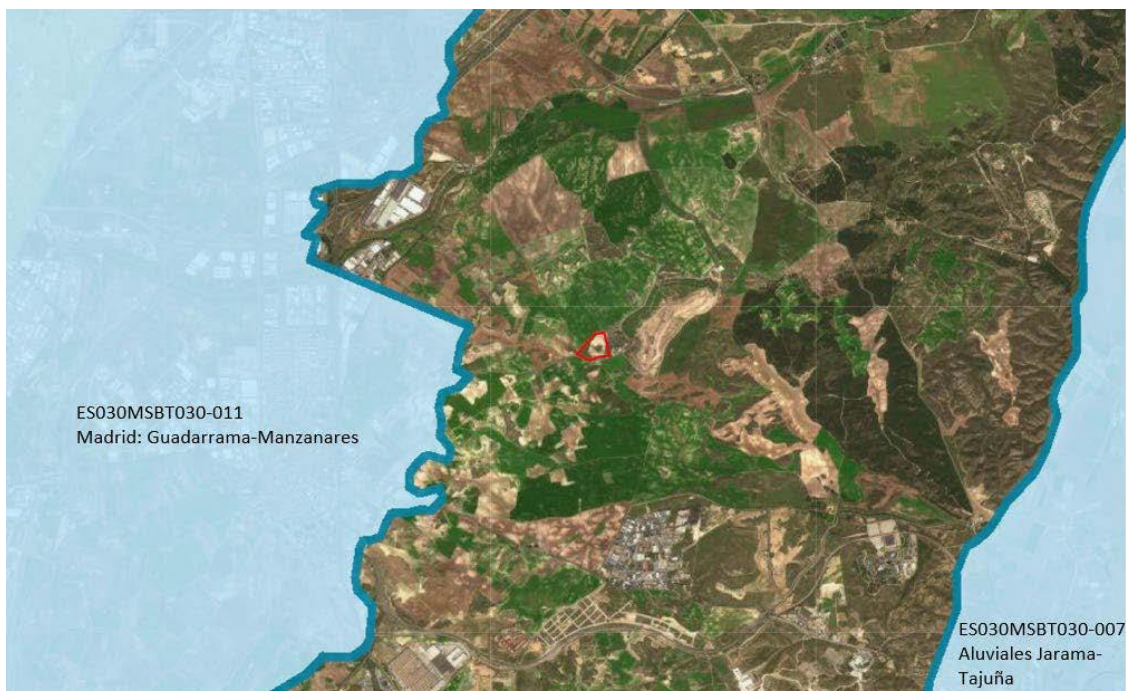 ES030MSBT030-011
Madrid: Guadarrama-Manzanares
ES030MSBT030-007
Aluviales Jarama-
Tajuña